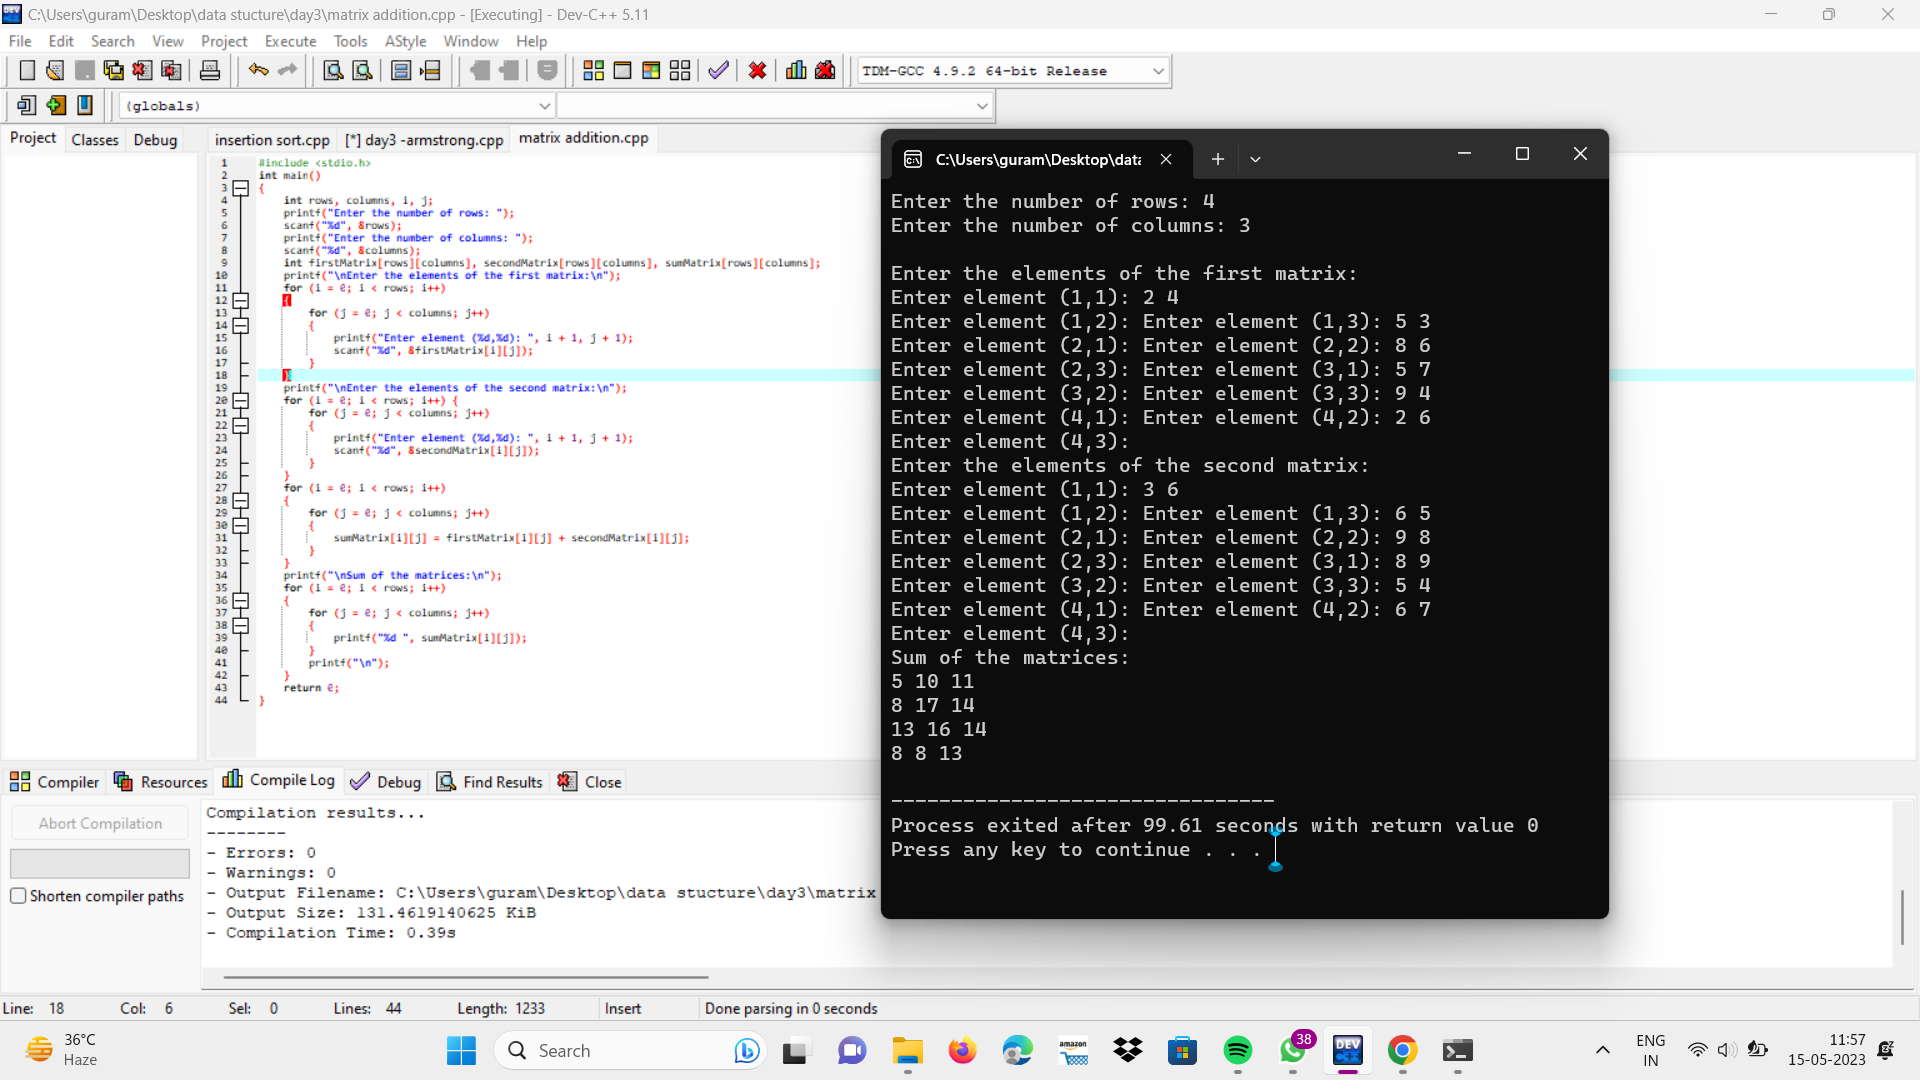 C:\Users\guram\Desktop\data stucture\day3\matrix addition.cpp - [Executing] - Dev-C++ 5.11
File Edit Search View Project Execute Tools AStyle Window Help
TDM-GCC 4.9.2 64-bit Release
(globals)
Project Classes Debug
insertion sort.cpp [*] day3 -armstrong.cpp matrix addition.cpp
1 #include <stdio.h>
2 int main()
3 {
4 int rows, columns, i, j;
5 printf("Enter the number of rows: ");
6 scanf("%d", &rows);
7 printf("Enter the number of columns: ");
8 scanf("%d", &columns);
9 int firstMatrix[rows][columns], secondMatrix[rows][columns], sumMatrix[rows][columns];
10 printf("\nEnter the elements of the first matrix:\n");
11 for (i = 0; i < rows; i++)
12 {
13 for (j = 0; j < columns; j++)
14 {
15 printf("Enter element (%d,%d): ", i + 1, j + 1);
16 scanf("%d", &firstMatrix[i][j]);
17 }
18 }
19 printf("\nEnter the elements of the second matrix:\n");
20 for (i = 0; i < rows; i++) {
21 for (j = 0; j < columns; j++)
22 {
23 printf("Enter element (%d,%d): ", i + 1, j + 1);
24 scanf("%d", &secondMatrix[i][j]);
25 }
26 }
27 for (i = 0; i < rows; i++)
28 {
29 for (j = 0; j < columns; j++)
30 {
31 sumMatrix[i][j] = firstMatrix[i][j] + secondMatrix[i][j];
32 }
33 }
34 printf("\nSum of the matrices:\n");
35 for (i = 0; i < rows; i++)
36 {
37 for (j = 0; j < columns; j++)
38 {
39 printf("%d ", sumMatrix[i][j]);
40 }
41 printf("\n");
42 }
43 return 0;
44 }
C:\Users\guram\Desktop\data
Enter the number of rows: 4
Enter the number of columns: 3
Enter the elements of the first matrix:
Enter element (1,1): 2 4
Enter element (1,2): Enter element (1,3): 5 3
Enter element (2,1): Enter element (2,2): 8 6
Enter element (2,3): Enter element (3,1): 5 7
Enter element (3,2): Enter element (3,3): 9 4
Enter element (4,1): Enter element (4,2): 2 6
Enter element (4,3):
Enter the elements of the second matrix:
Enter element (1,1): 3 6
Enter element (1,2): Enter element (1,3): 6 5
Enter element (2,1): Enter element (2,2): 9 8
Enter element (2,3): Enter element (3,1): 8 9
Enter element (3,2): Enter element (3,3): 5 4
Enter element (4,1): Enter element (4,2): 6 7
Enter element (4,3):
Sum of the matrices:
5 10 11
8 17 14
13 16 14
8 8 13
--------------------------------
Process exited after 99.61 seconds with return value 0
Press any key to continue . . .
Compiler Resources Compile Log Debug Find Results Close
Abort Compilation
Shorten compiler paths
Compilation results...
--------
- Errors: 0
- Warnings: 0
- Output Filename: C:\Users\guram\Desktop\data stucture\day3\matrix
- Output Size: 131.4619140625 KiB
- Compilation Time: 0.39s
Line: 18 Col: 6 Sel: 0 Lines: 44 Length: 1233 Insert Done parsing in 0 seconds
36°C
Haze
Search
amazon
38
DEV
C++
ENG
IN
11:57
15-05-2023